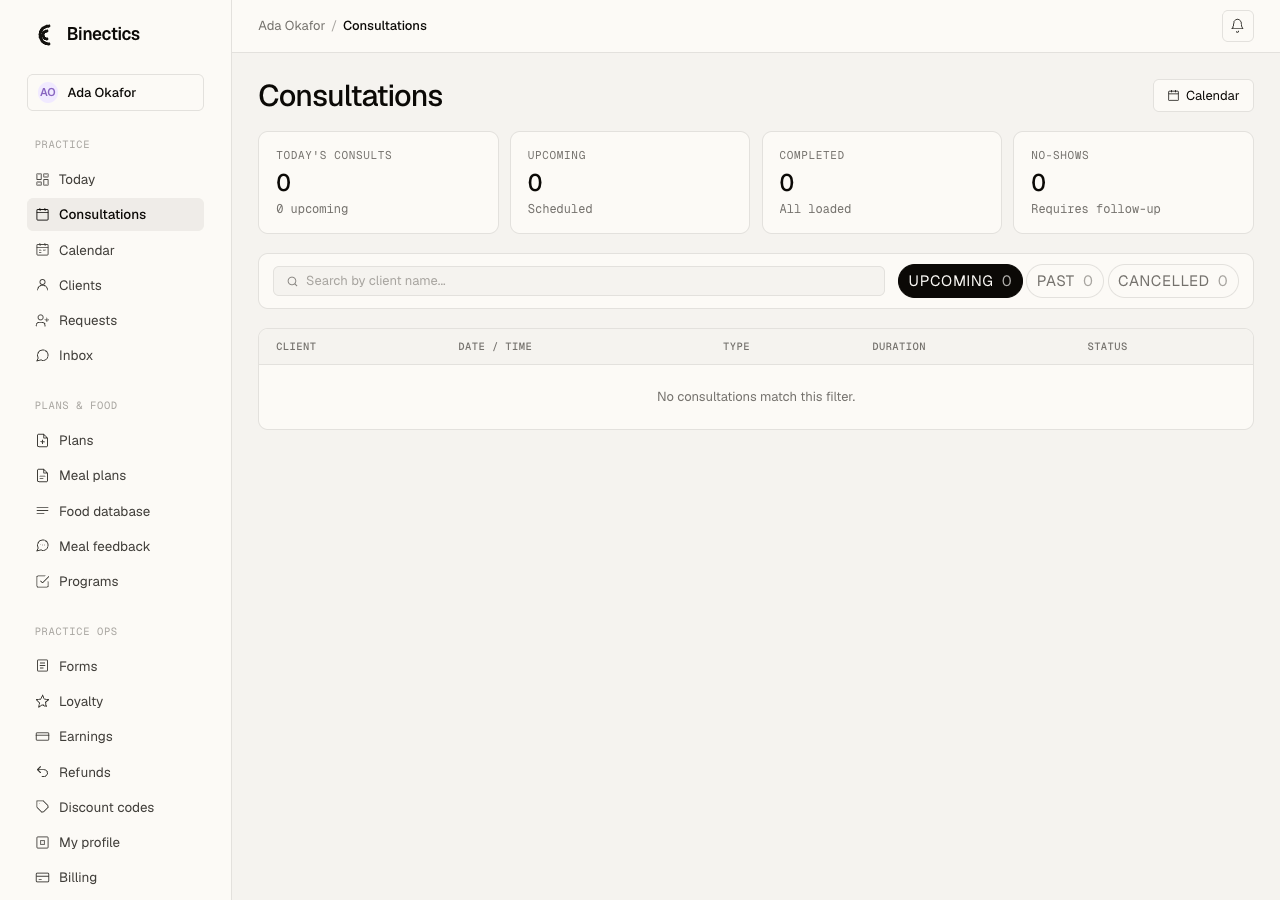 Binectics
AO Ada Okafor
PRACTICE
Today
Consultations
Calendar
Clients
Requests
Inbox
PLANS & FOOD
Plans
Meal plans
Food database
Meal feedback
Programs
PRACTICE OPS
Forms
Loyalty
Earnings
Refunds
Discount codes
My profile
Billing
Ada Okafor / Consultations
Consultations
Calendar
TODAY'S CONSULTS
0
0 upcoming
UPCOMING
0
Scheduled
COMPLETED
0
All loaded
NO-SHOWS
0
Requires follow-up
Search by client name…
UPCOMING 0
PAST 0
CANCELLED 0
CLIENT DATE / TIME TYPE DURATION STATUS
No consultations match this filter.